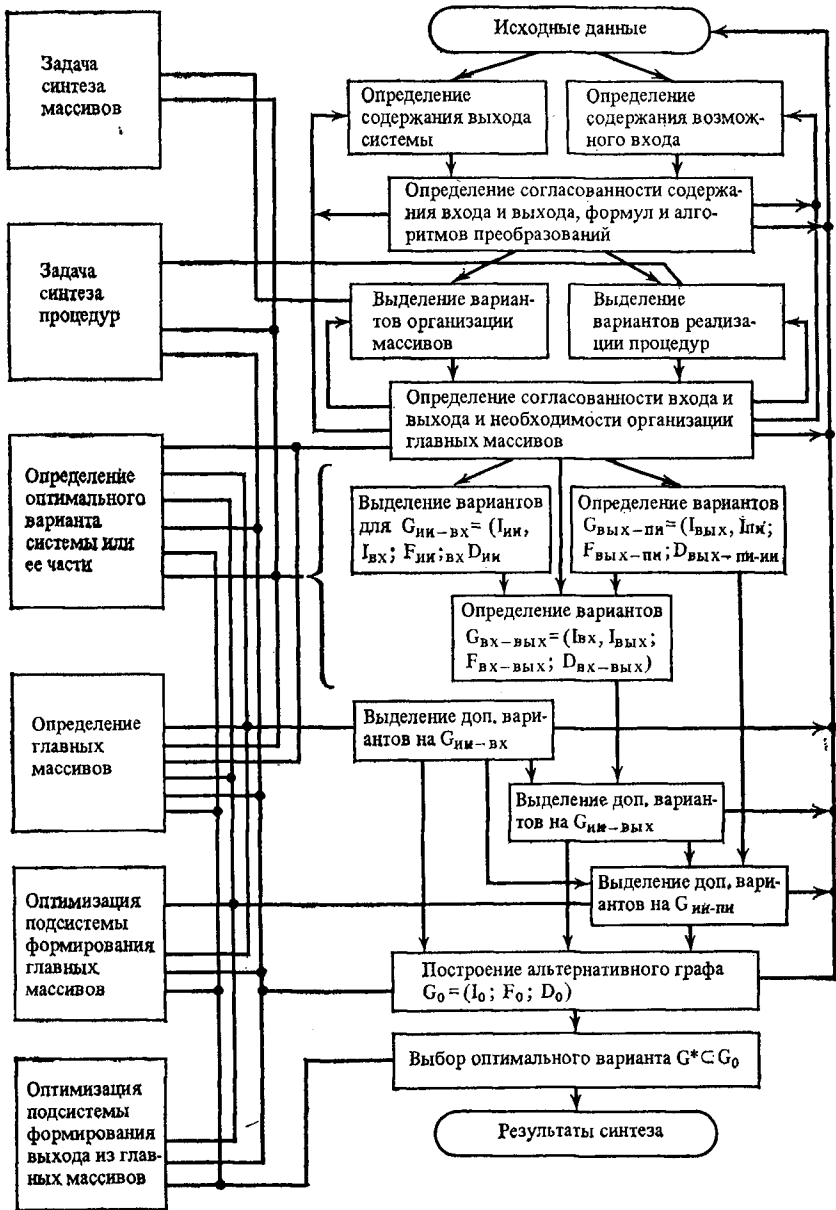 Исходные данные
Задача
синтеза
массивов
Определение
содержания выхода
системы
Определение
содержания возмож-
ного входа
Определение согласованности содержа-
ния входа и выхода, формул и алго-
ритмов преобразований
Задача
синтеза
процедур
Выделение вариан-
тов организации
массивов
Выделение
вариантов реализа-
ции процедур
Определение согласованности входа и
выхода и необходимости организации
главных массивов
Определение
оптимального
варианта
системы или
ее части
Выделение вариантов
для Gии–вх=(Iии,
Iвх; Fии;вх Dии
Определение вариантов
Gвых–пи=(Iвых, Iпи;
Fвых–пи;Dвых–пи-ии
Определение вариантов
Gвх–вых=(Iвх, Iвых;
Fвх–вых; Dвх–вых)
Определение
главных
массивов
Выделение доп. вари-
антов на Gии–вх
Выделение доп. вариан-
тов на Gии–вых
Выделение доп. вари-
антов на Gии-пи
Оптимизация
подсистемы
формирования
главных
массивов
Построение альтернативного графа
G0=(I0; F0; D0)
Выбор оптимального варианта G*⊂G0
Оптимизация
подсистемы
формирования
выхода из глав-
ных массивов
Результаты синтеза